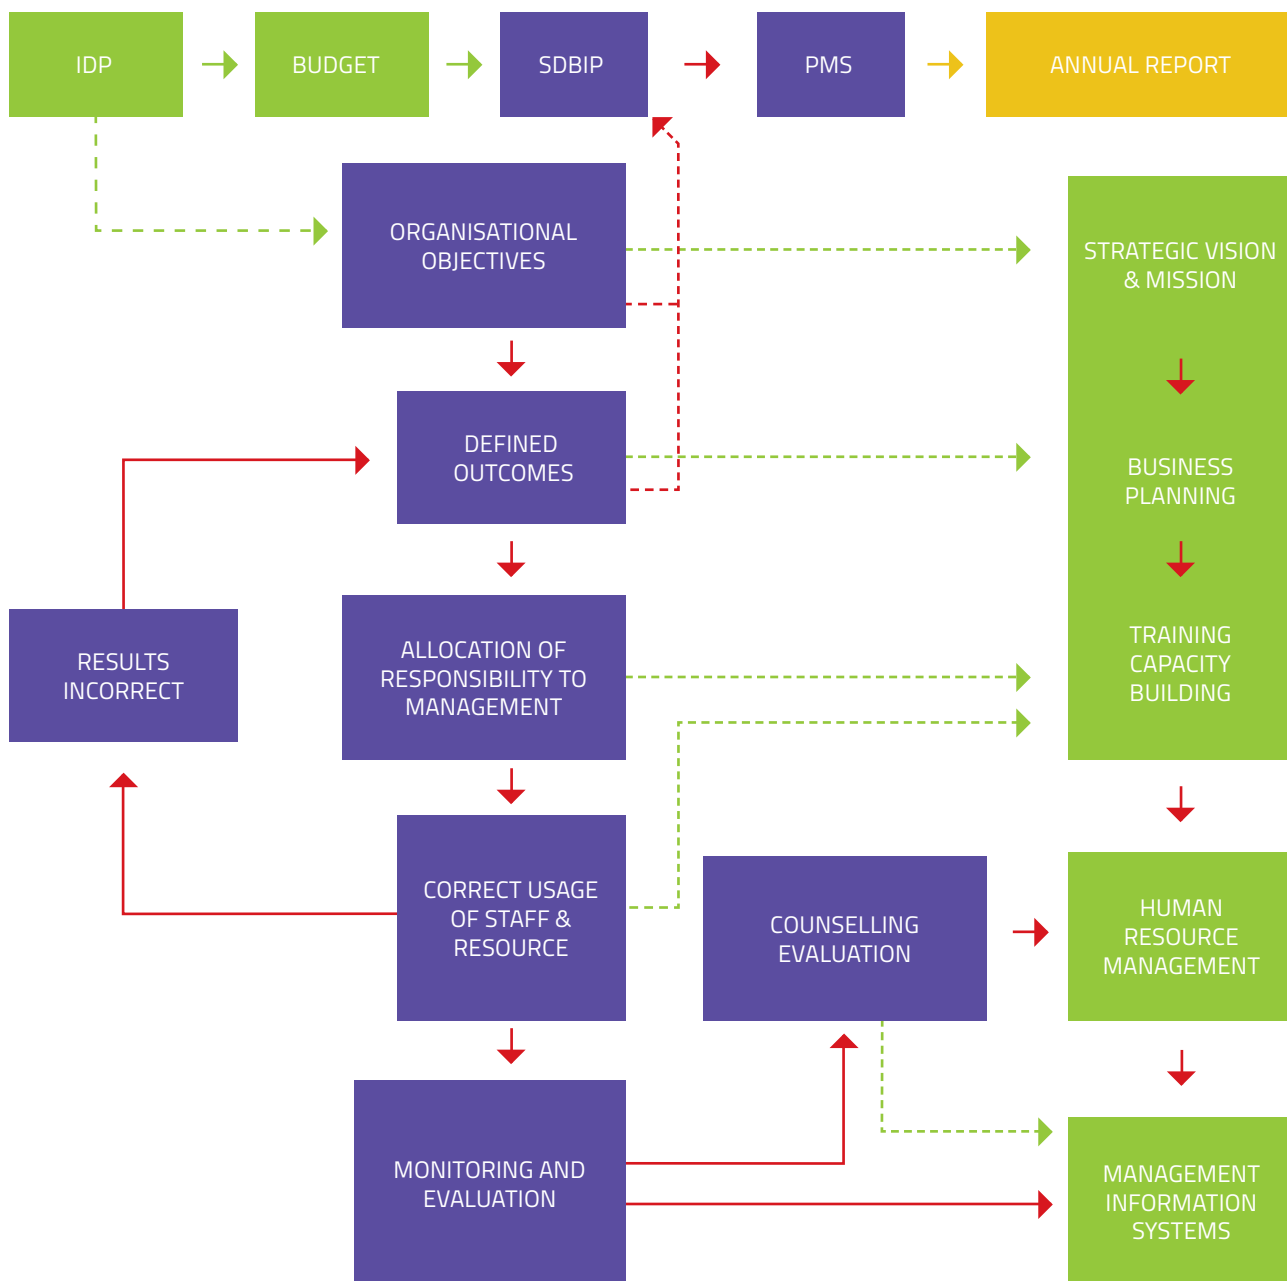 IDP
BUDGET
SDBIP
PMS
ANNUAL REPORT
ORGANISATIONAL
OBJECTIVES
STRATEGIC VISION
& MISSION
DEFINED
OUTCOMES
BUSINESS
PLANNING
RESULTS
INCORRECT
ALLOCATION OF
RESPONSIBILITY TO
MANAGEMENT
TRAINING
CAPACITY
BUILDING
CORRECT USAGE
OF STAFF &
RESOURCE
COUNSELLING
EVALUATION
HUMAN
RESOURCE
MANAGEMENT
MONITORING AND
EVALUATION
MANAGEMENT
INFORMATION
SYSTEMS